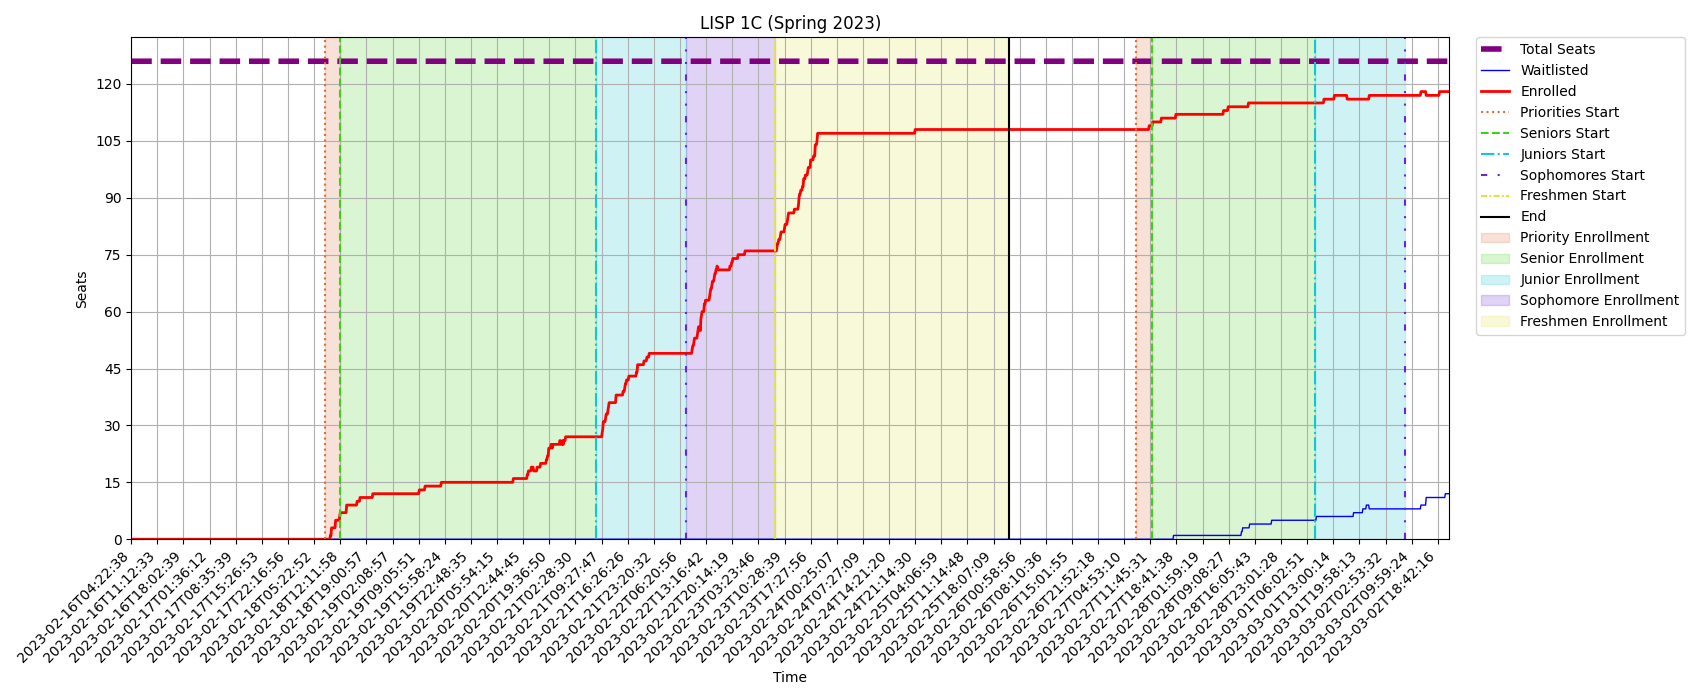 LISP 1C (Spring 2023)
Seats
120
105
90
75
60
45
30
15
0
2023-02-16T04:22:38
2023-02-16T11:12:33
2023-02-16T18:02:39
2023-02-17T01:36:12
2023-02-17T08:35:39
2023-02-17T15:26:53
2023-02-17T22:16:56
2023-02-18T05:22:52
2023-02-18T12:11:58
2023-02-18T19:00:57
2023-02-19T02:08:57
2023-02-19T09:05:51
2023-02-19T15:58:24
2023-02-19T22:48:35
2023-02-20T05:54:15
2023-02-20T12:44:45
2023-02-20T19:36:50
2023-02-21T02:28:30
2023-02-21T09:27:47
2023-02-21T16:26:26
2023-02-21T23:20:32
2023-02-22T06:20:56
2023-02-22T13:16:42
2023-02-22T20:14:19
2023-02-23T03:23:46
2023-02-23T10:28:39
2023-02-23T17:27:56
2023-02-24T00:25:07
2023-02-24T07:27:09
2023-02-24T14:21:20
2023-02-24T21:14:30
2023-02-25T04:06:59
2023-02-25T11:14:48
2023-02-25T18:07:09
2023-02-26T00:58:56
2023-02-26T08:10:36
2023-02-26T15:01:55
2023-02-26T21:52:18
2023-02-27T04:53:10
2023-02-27T11:45:31
2023-02-27T18:41:38
2023-02-28T01:59:19
2023-02-28T09:08:27
2023-02-28T16:05:43
2023-02-28T23:01:28
2023-03-01T06:02:51
2023-03-01T13:00:14
2023-03-01T19:58:13
2023-03-02T02:53:32
2023-03-02T09:59:24
2023-03-02T18:42:16
Time
Total Seats
Waitlisted
Enrolled
Priorities Start
Seniors Start
Juniors Start
Sophomores Start
Freshmen Start
End
Priority Enrollment
Senior Enrollment
Junior Enrollment
Sophomore Enrollment
Freshmen Enrollment